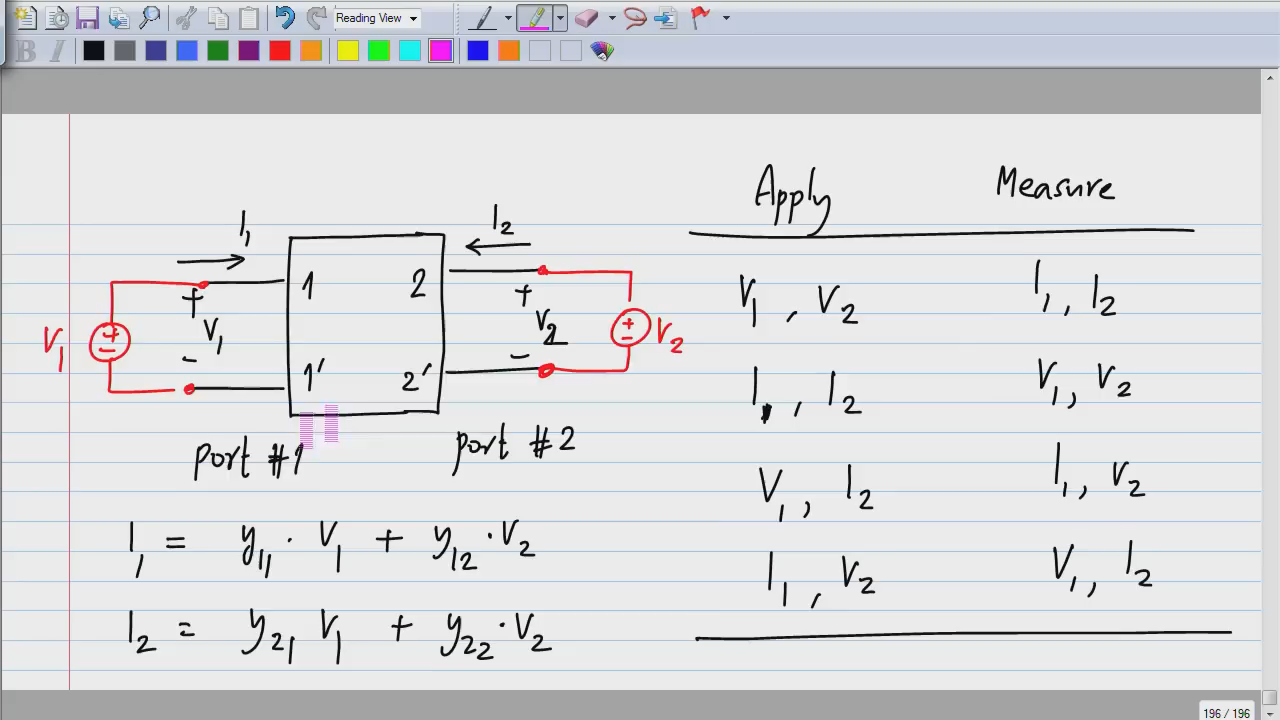 Reading View
B I
Apply Measure
I1 I2
V1, V2 I1, I2
1 2
+ + + +
V1 - V1 V2 - V2
- -
1' 2'
I1, I2 V1, V2
port #1 port #2
V1, I2 I1, V2
I1 = y11 · V1 + y12 · V2
I1, V2 V1, I2
I2 = y21 V1 + y22 · V2
196 / 196